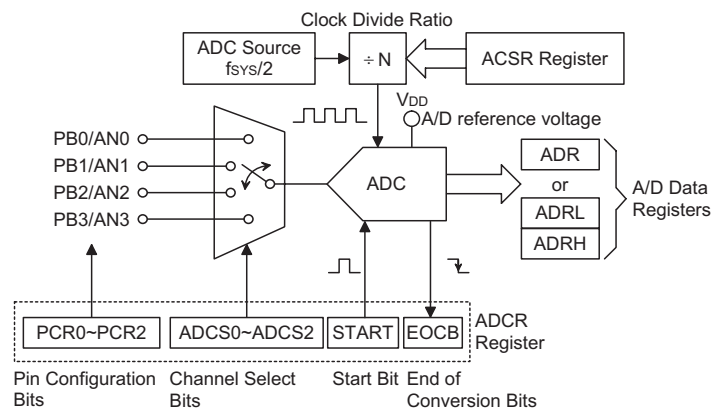 Clock Divide Ratio
ADC Source
fSYS/2
÷ N
ACSR Register
VDD
A/D reference voltage
PB0/AN0
PB1/AN1
PB2/AN2
PB3/AN3
ADC
ADR
or
ADRL
ADRH
A/D Data
Registers
PCR0~PCR2
ADCS0~ADCS2
START
EOCB
ADCR
Register
Pin Configuration
Bits
Channel Select
Bits
Start Bit
End of
Conversion Bits